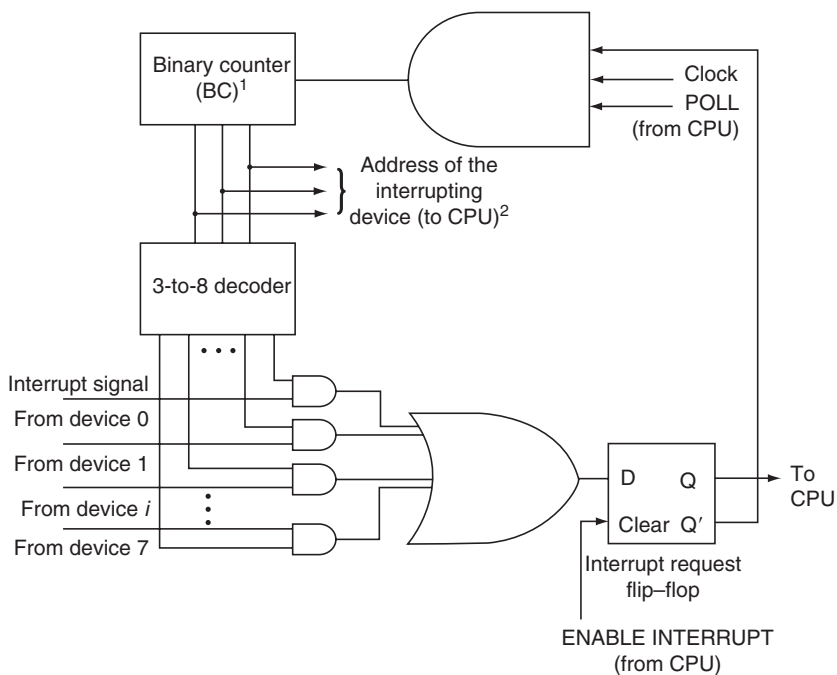 Binary counter
(BC)1
Clock
POLL
(from CPU)
Address of the
interrupting
device (to CPU)2
3-to-8 decoder
Interrupt signal
From device 0
From device 1
From device i
From device 7
D Q
Clear Q′
To
CPU
Interrupt request
flip–flop
ENABLE INTERRUPT
(from CPU)